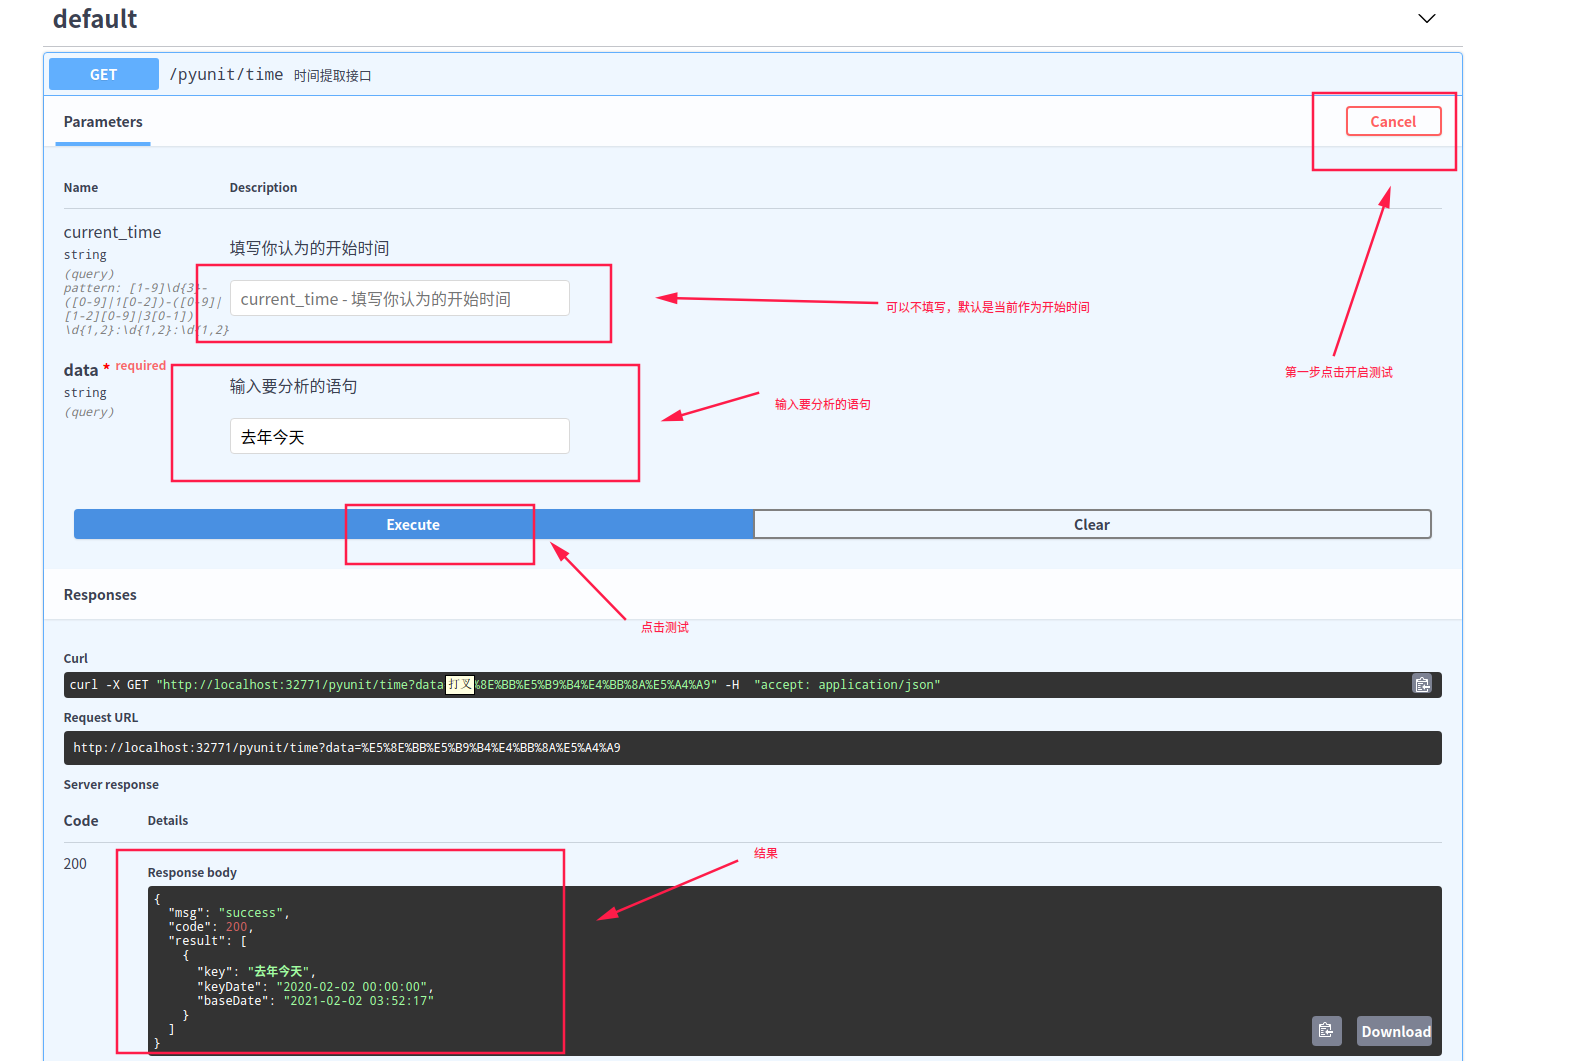 default
GET /pyunit/time 时间提取接口
Parameters
Cancel
Name Description
current_time
string
(query)
pattern: [1-9]\d{3}-
([0-9]|1[0-2])-([0-9]|
[1-2][0-9]|3[0-1])
\d{1,2}:\d{1,2}:\d{1,2}
填写你认为的开始时间
current_time - 填写你认为的开始时间
可以不填写，默认是当前作为开始时间
第一步点击开启测试
data * required
string
(query)
输入要分析的语句
去年今天
输入要分析的语句
Execute
Clear
点击测试
Responses
Curl
curl -X GET "http://localhost:32771/pyunit/time?data 打叉 %8E%BB%E5%B9%B4%E4%BB%8A%E5%A4%A9" -H "accept: application/json"
Request URL
http://localhost:32771/pyunit/time?data=%E5%8E%BB%E5%B9%B4%E4%BB%8A%E5%A4%A9
Server response
Code Details
200
结果
Response body
{
"msg": "success",
"code": 200,
"result": [
{
"key": "去年今天",
"keyDate": "2020-02-02 00:00:00",
"baseDate": "2021-02-02 03:52:17"
}
]
}
Download